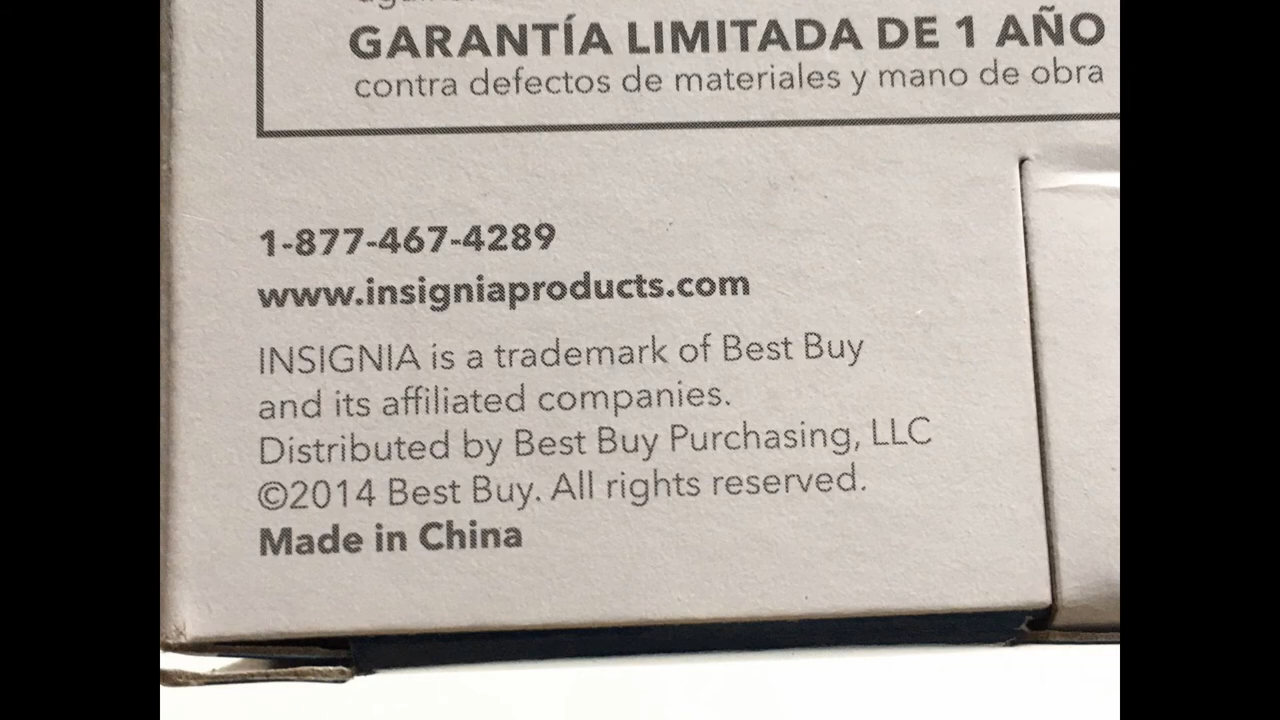 GARANTÍA LIMITADA DE 1 AÑO
contra defectos de materiales y mano de obra
1-877-467-4289
www.insigniaproducts.com
INSIGNIA is a trademark of Best Buy
and its affiliated companies.
Distributed by Best Buy Purchasing, LLC
©2014 Best Buy. All rights reserved.
Made in China